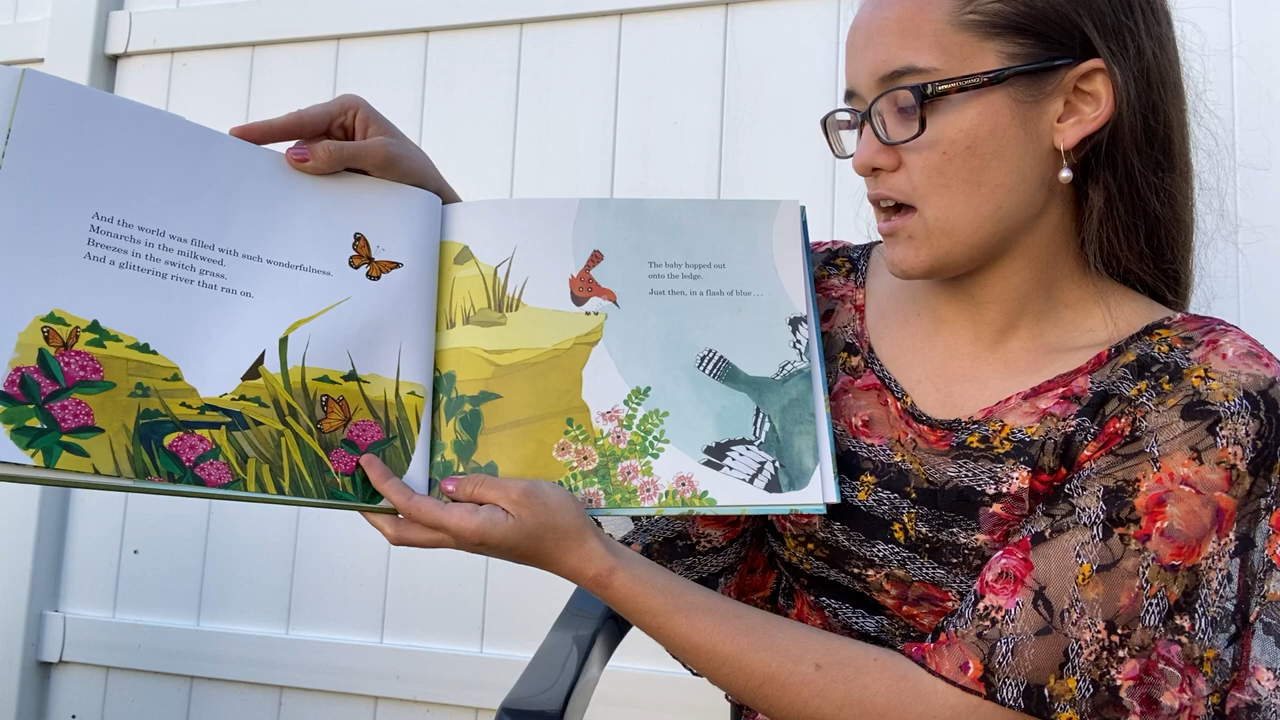 And the world was filled with such wonderfulness.
Monarchs in the milkweed.
Breezes in the switch grass.
And a glittering river that ran on.
The baby hopped out
onto the ledge.
Just then, in a flash of blue . . .